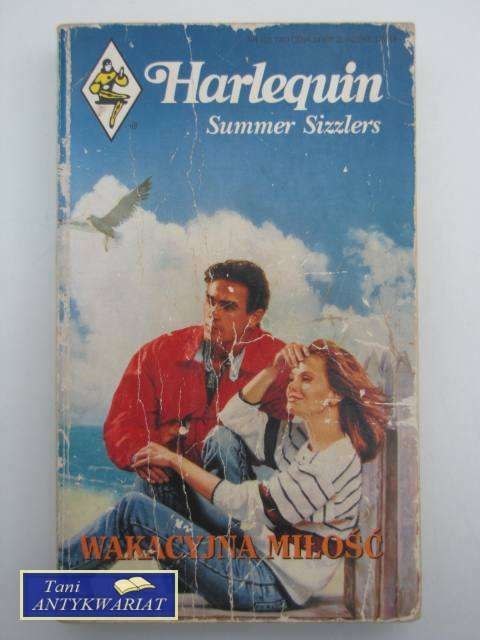 Harlequin
Summer Sizzlers
WAKACYJNA MIŁOŚĆ
Tani
ANTYKWARIAT